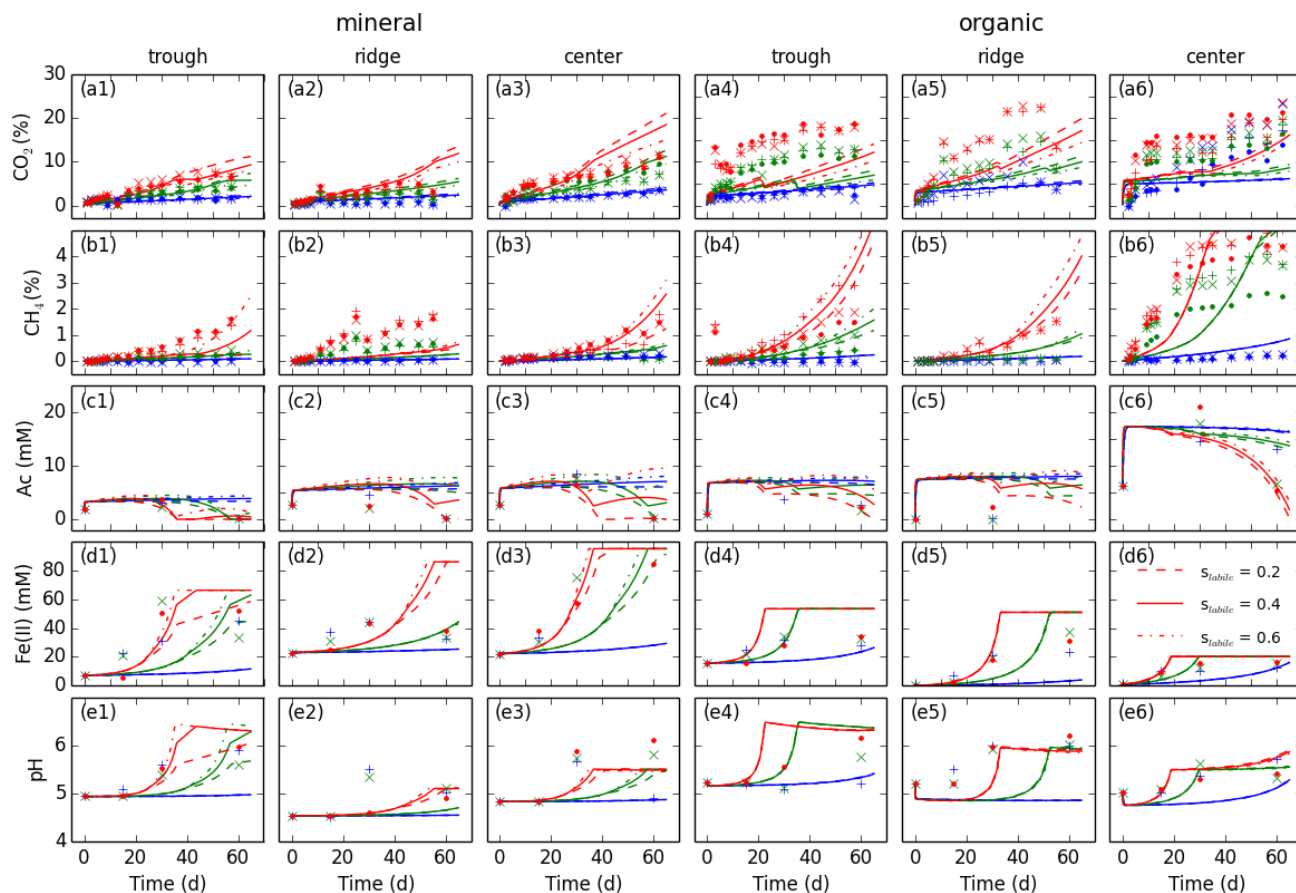 mineral organic
trough ridge center trough ridge center
30 (a1) (a2) (a3) (a4) (a5) (a6)
20
CO₂ (%)
10
0
(b1) (b2) (b3) (b4) (b5) (b6)
4
3
CH₄ (%)
2
1
0
(c1) (c2) (c3) (c4) (c5) (c6)
20
Ac (mM)
10
0
(d1) (d2) (d3) (d4) (d5) (d6)
80
60
Fe(II) (mM)
40
20
0
s_labile = 0.2
s_labile = 0.4
s_labile = 0.6
(e1) (e2) (e3) (e4) (e5) (e6)
6
pH
5
4
0 20 40 60 0 20 40 60 0 20 40 60 0 20 40 60 0 20 40 60 0 20 40 60
Time (d) Time (d) Time (d) Time (d) Time (d) Time (d)